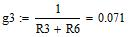 g3 := 1 / (R3 + R6) = 0.071